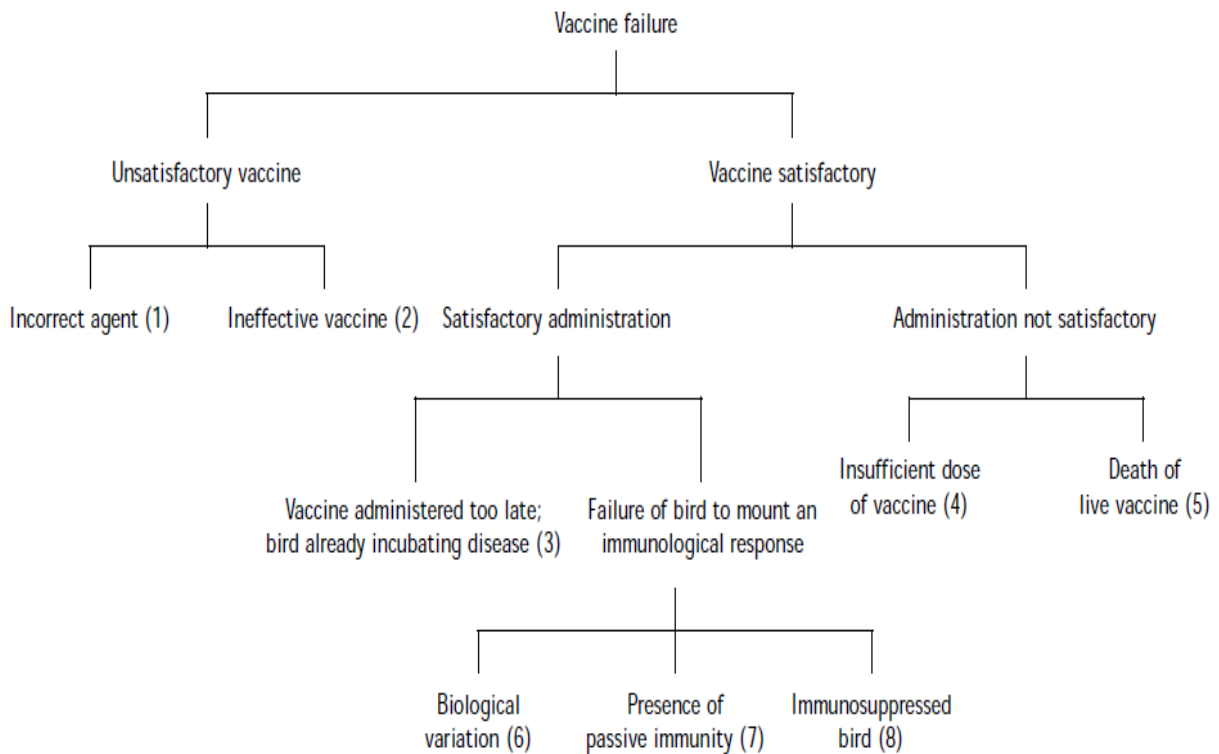 Vaccine failure
Unsatisfactory vaccine
Vaccine satisfactory
Incorrect agent (1)
Ineffective vaccine (2)
Satisfactory administration
Administration not satisfactory
Vaccine administered too late;
bird already incubating disease (3)
Failure of bird to mount an
immunological response
Insufficient dose
of vaccine (4)
Death of
live vaccine (5)
Biological
variation (6)
Presence of
passive immunity (7)
Immunosuppressed
bird (8)